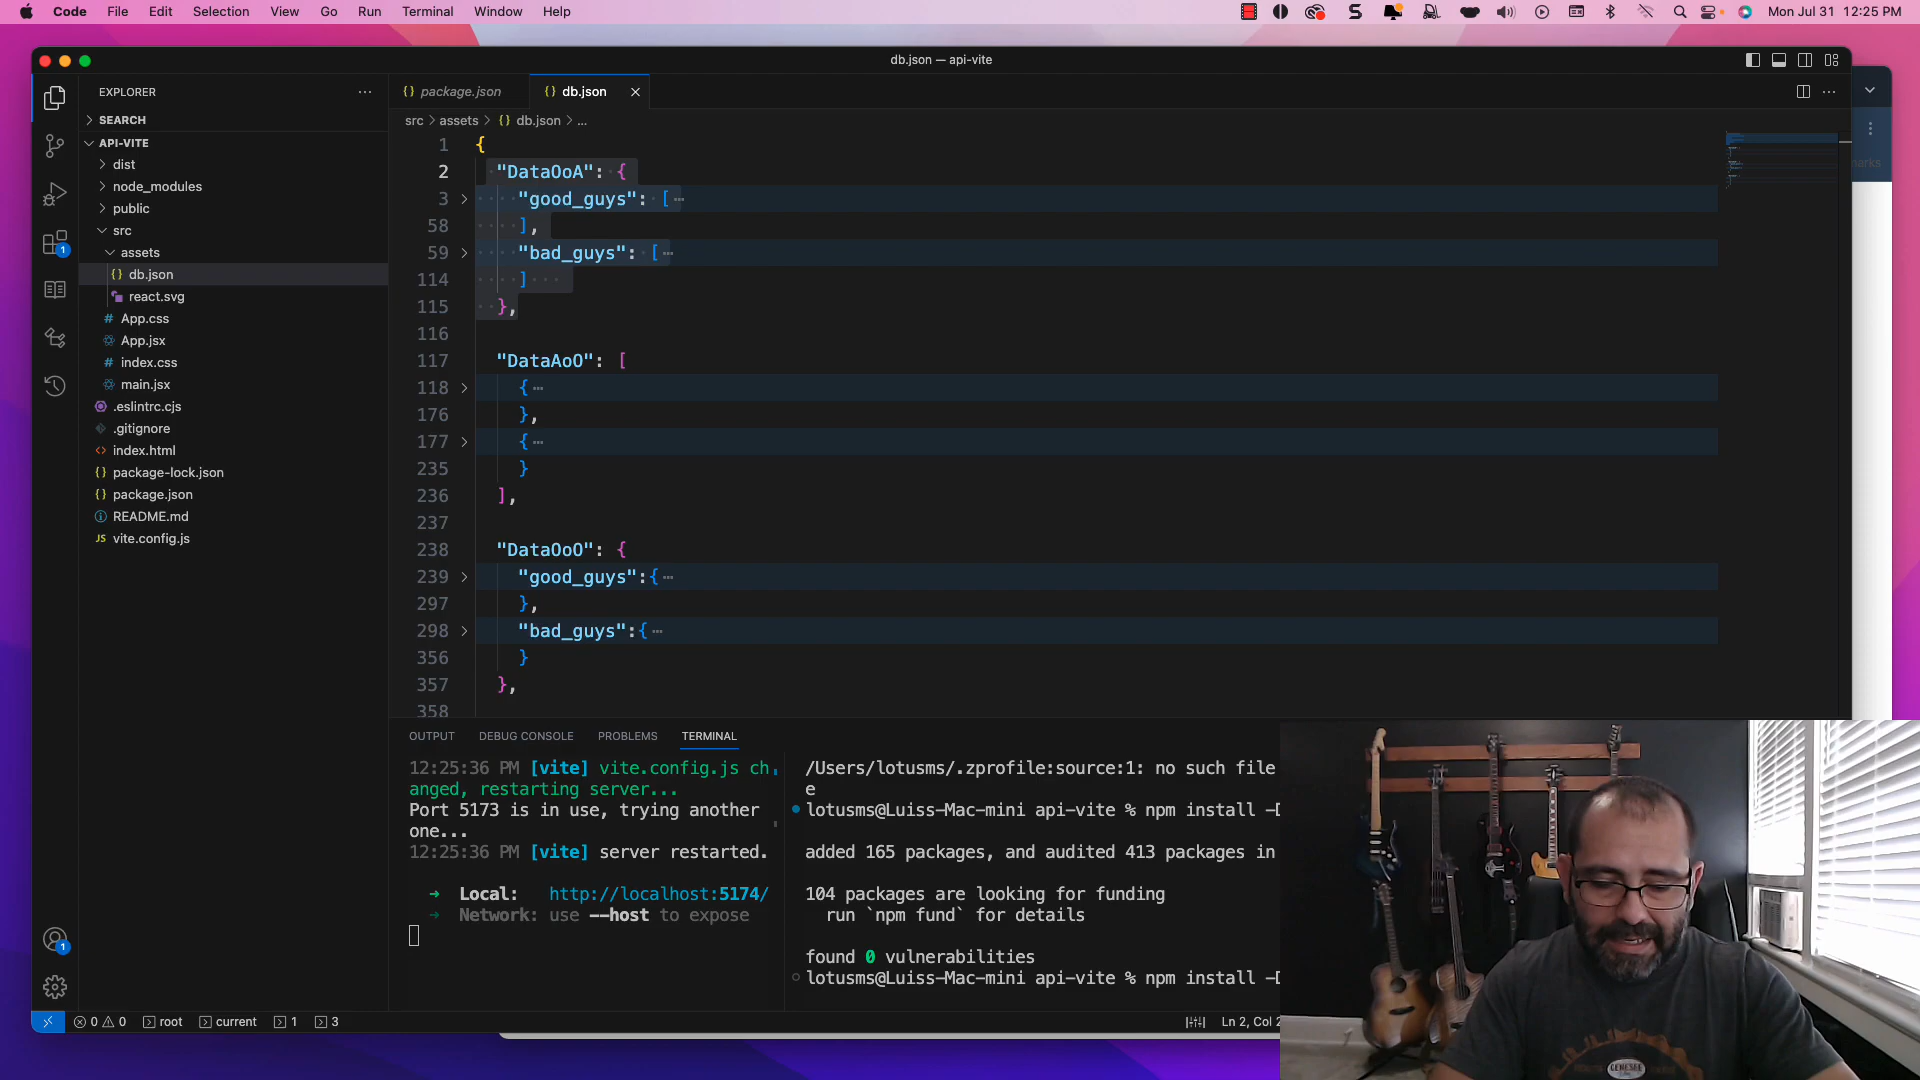 Code File Edit Selection View Go Run Terminal Window Help
Mon Jul 31 12:25 PM
db.json — api-vite
EXPLORER
SEARCH
API-VITE
dist
node_modules
public
src
assets
db.json
react.svg
App.css
App.jsx
index.css
main.jsx
.eslintrc.cjs
.gitignore
index.html
package-lock.json
package.json
README.md
vite.config.js
package.json
db.json
src > assets > {} db.json > ...
1 {
2 "DataOoA": {
3 "good_guys": [
58 ],
59 "bad_guys": [
114 ]
115 },
116
117 "DataAoO": [
118 {
176 },
177 {
235 }
236 ],
237
238 "DataOoO": {
239 "good_guys":{
297 },
298 "bad_guys":{
356 }
357 },
358
OUTPUT DEBUG CONSOLE PROBLEMS TERMINAL
12:25:36 PM [vite] vite.config.js ch
anged, restarting server...
Port 5173 is in use, trying another
one...
12:25:36 PM [vite] server restarted.
➜ Local: http://localhost:5174/
➜ Network: use --host to expose
/Users/lotusms/.zprofile:source:1: no such file
e
lotusms@Luiss-Mac-mini api-vite % npm install -D
added 165 packages, and audited 413 packages in
104 packages are looking for funding
run `npm fund` for details
found 0 vulnerabilities
lotusms@Luiss-Mac-mini api-vite % npm install -D
1
1
0 0 root current 1 3
Ln 2, Col 2
GENESEE